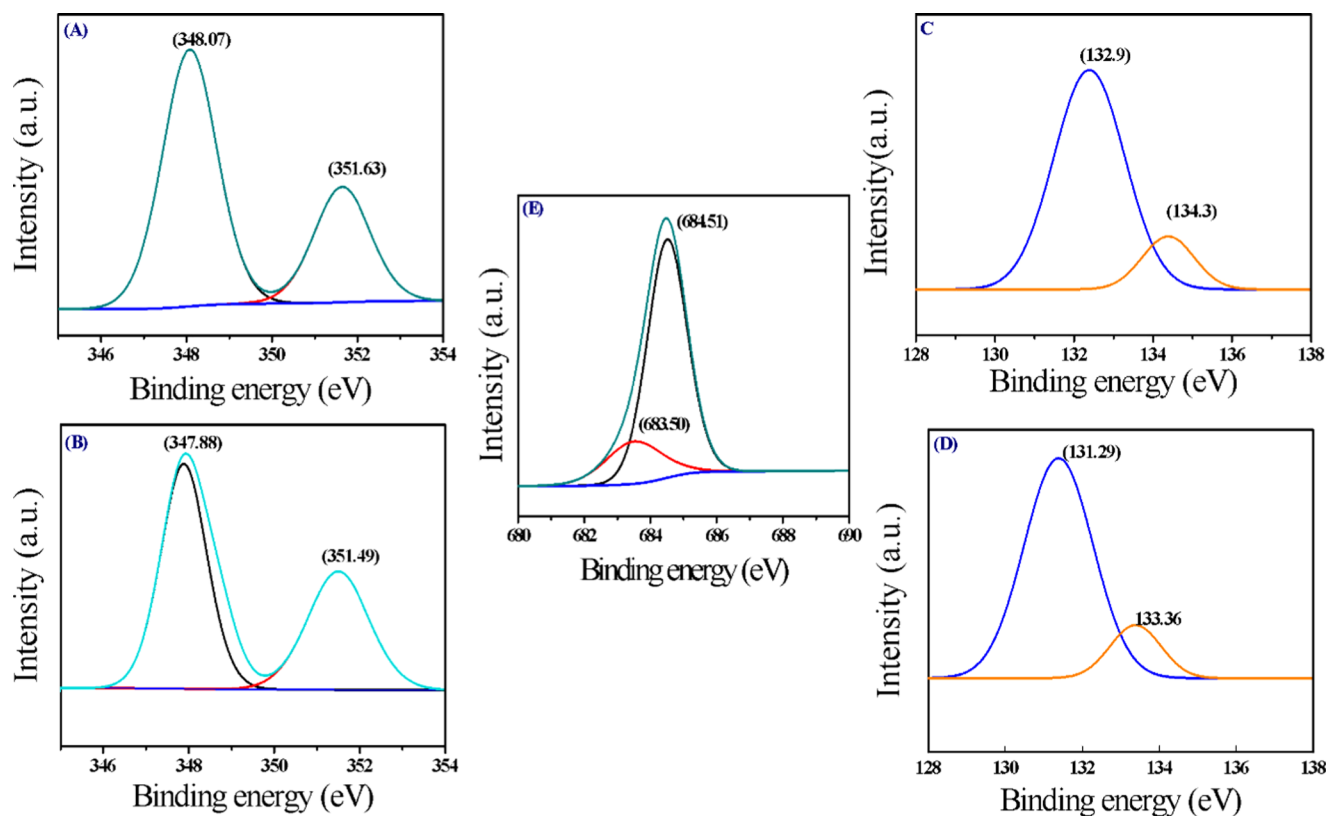 (A)
(348.07)
(351.63)
Intensity (a.u.)
346 348 350 352 354
Binding energy (eV)
(B)
(347.88)
(351.49)
Intensity (a.u.)
346 348 350 352 354
Binding energy (eV)
(E)
(684.51)
(683.50)
Intensity (a.u.)
680 682 684 686 688 690
Binding energy (eV)
C
(132.9)
(134.3)
Intensity(a.u.)
128 130 132 134 136 138
Binding energy (eV)
(D)
(131.29)
133.36
Intensity (a.u.)
128 130 132 134 136 138
Binding energy (eV)